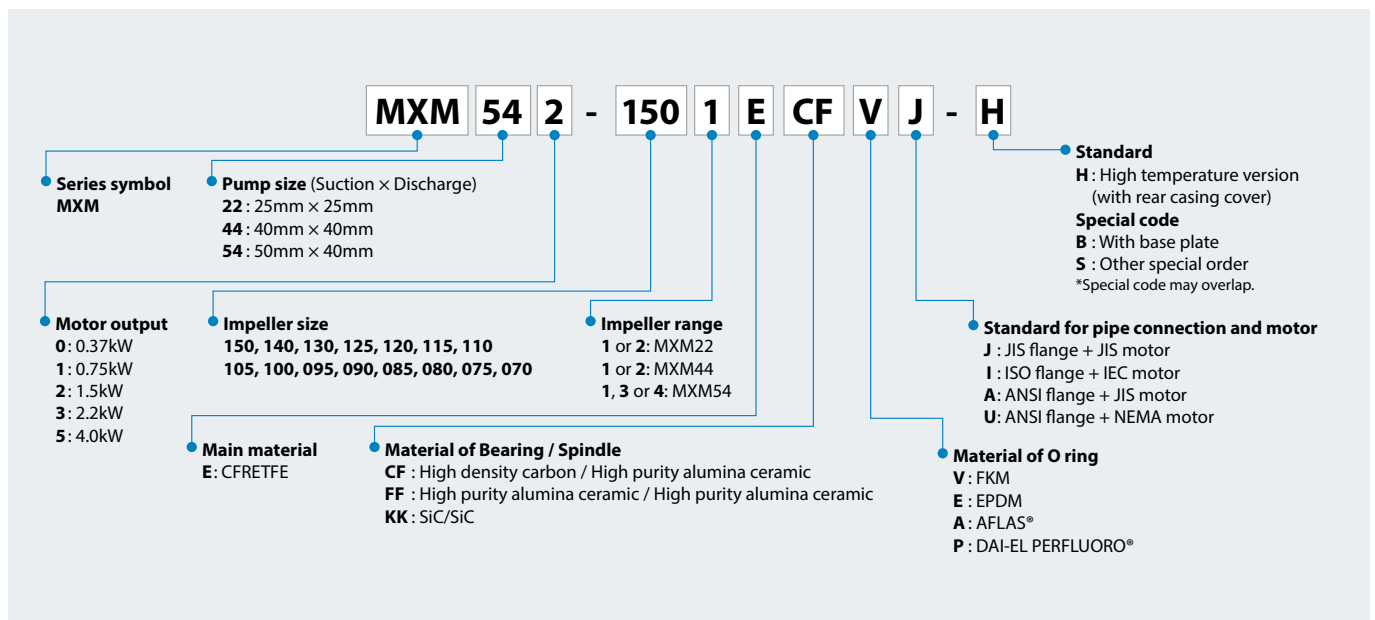 MXM 54 2 - 150 1 E CF V J - H
Series symbol
MXM
Pump size (Suction × Discharge)
22 : 25mm × 25mm
44 : 40mm × 40mm
54 : 50mm × 40mm
Standard
H : High temperature version
(with rear casing cover)
Special code
B : With base plate
S : Other special order
*Special code may overlap.
Motor output
0 : 0.37kW
1 : 0.75kW
2 : 1.5kW
3 : 2.2kW
5 : 4.0kW
Impeller size
150, 140, 130, 125, 120, 115, 110
105, 100, 095, 090, 085, 080, 075, 070
Impeller range
1 or 2: MXM22
1 or 2: MXM44
1, 3 or 4: MXM54
Standard for pipe connection and motor
J : JIS flange + JIS motor
I : ISO flange + IEC motor
A : ANSI flange + JIS motor
U : ANSI flange + NEMA motor
Main material
E : CFRETFE
Material of Bearing / Spindle
CF : High density carbon / High purity alumina ceramic
FF : High purity alumina ceramic / High purity alumina ceramic
KK : SiC/SiC
Material of O ring
V : FKM
E : EPDM
A : AFLAS®
P : DAI-EL PERFLUORO®